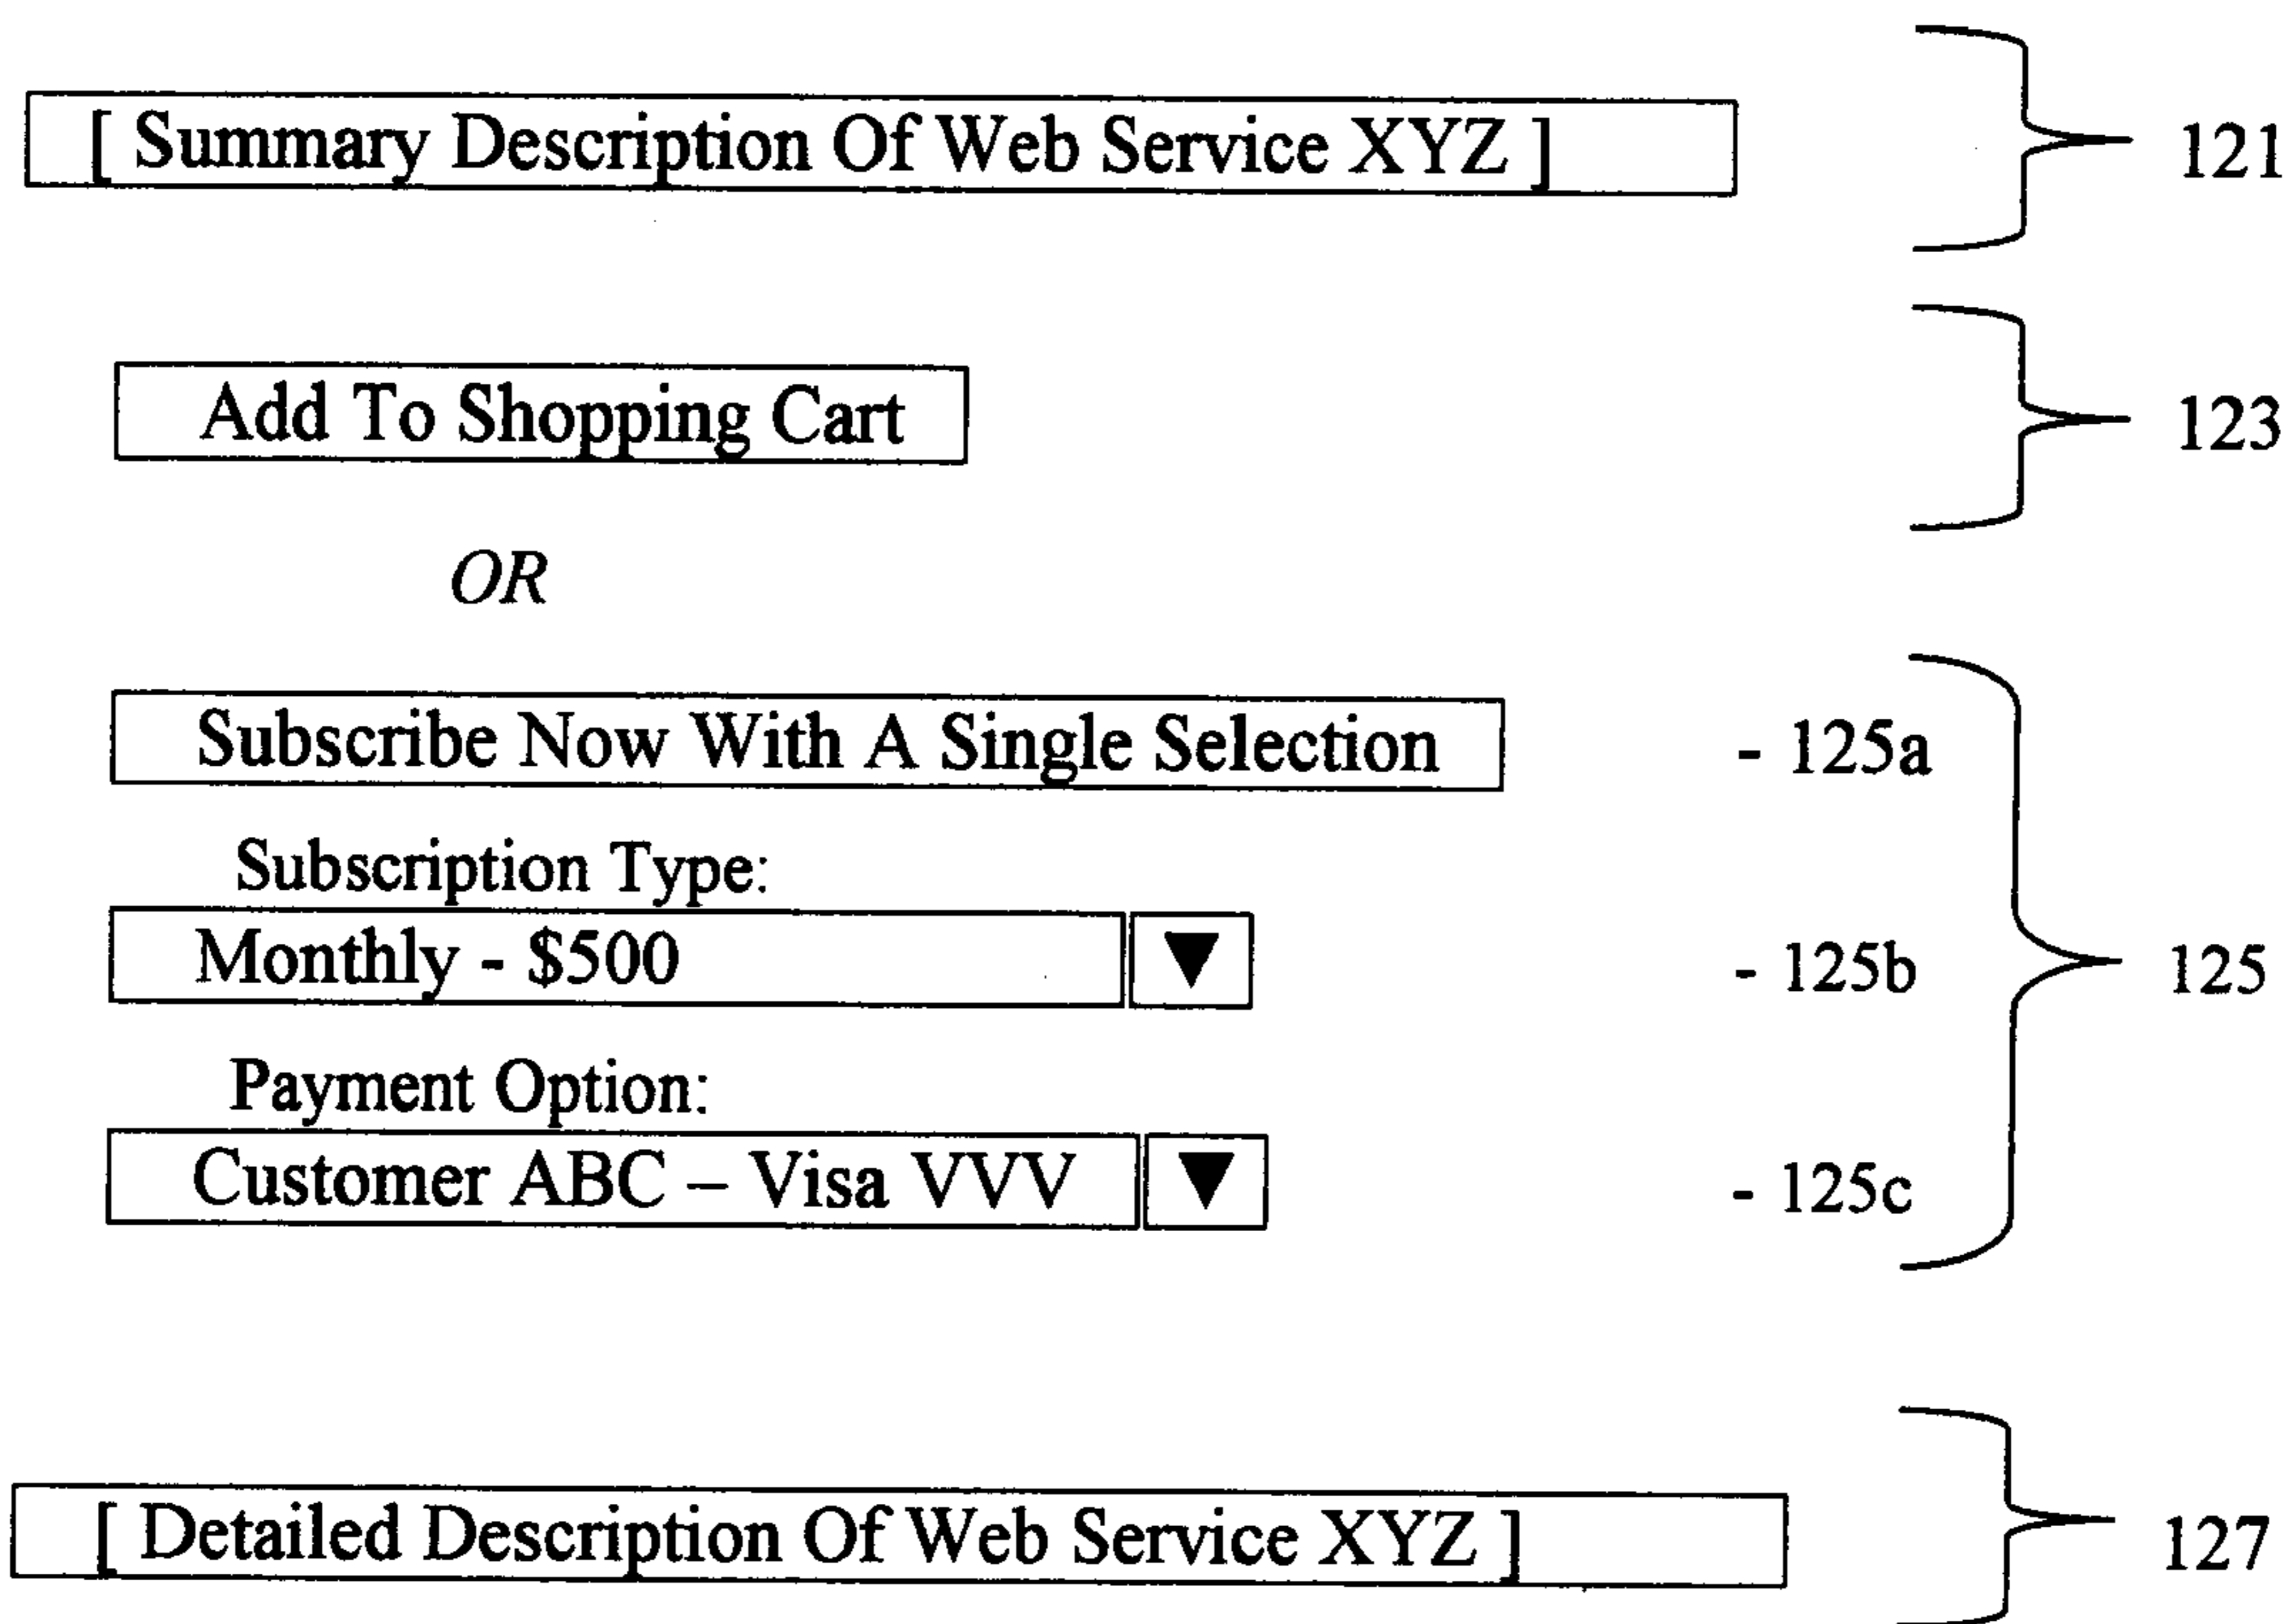 [ Summary Description Of Web Service XYZ ] 121
Add To Shopping Cart 123
OR
Subscribe Now With A Single Selection - 125a
Subscription Type:
Monthly - $500 - 125b 125
Payment Option:
Customer ABC – Visa VVV - 125c
[ Detailed Description Of Web Service XYZ ] 127